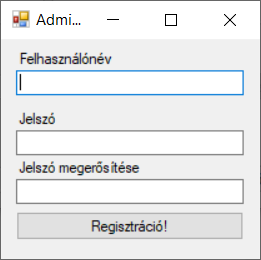 Admi...
Felhasználónév
Jelszó
Jelszó megerősítése
Regisztráció!